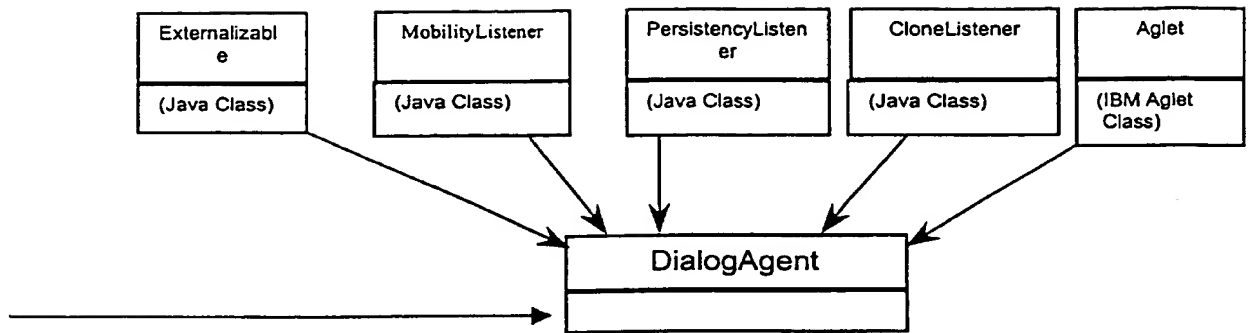 Externalizabl
e
(Java Class)
MobilityListener
(Java Class)
PersistencyListen
er
(Java Class)
CloneListener
(Java Class)
Aglet
(IBM Aglet
Class)
DialogAgent